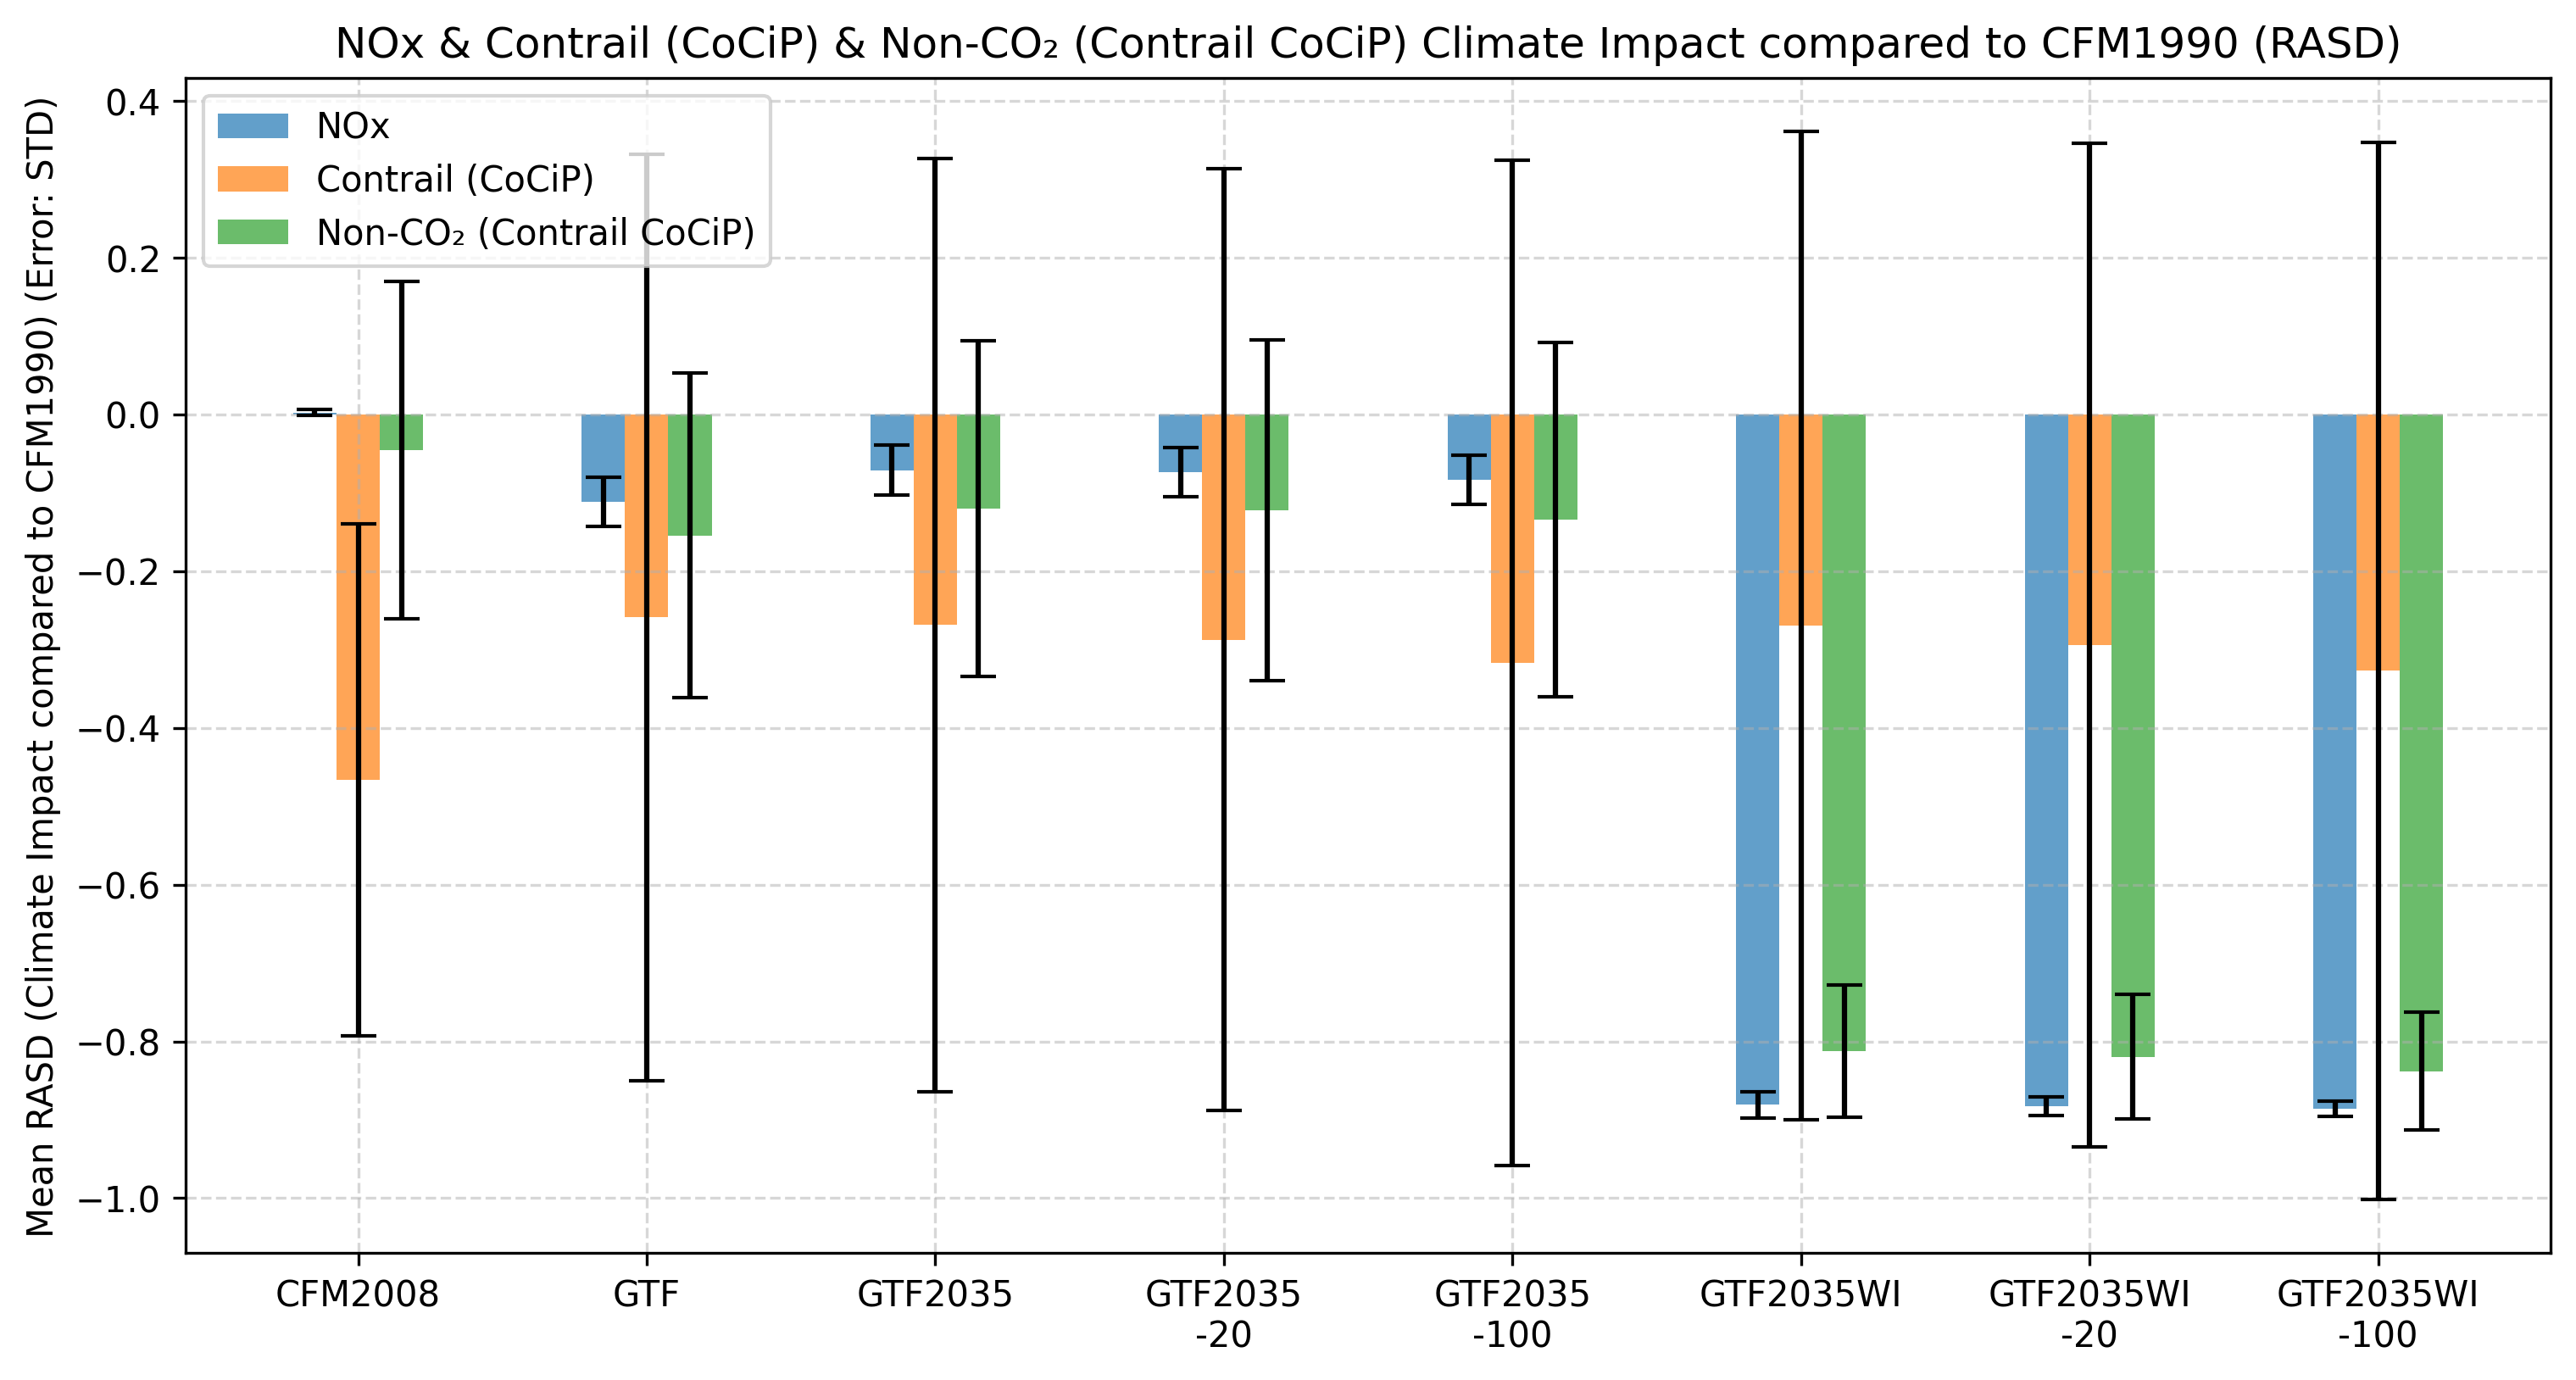 NOx & Contrail (CoCiP) & Non-CO₂ (Contrail CoCiP) Climate Impact compared to CFM1990 (RASD)
Mean RASD (Climate Impact compared to CFM1990) (Error: STD)
NOx
Contrail (CoCiP)
Non-CO₂ (Contrail CoCiP)
0.4
0.2
0.0
−0.2
−0.4
−0.6
−0.8
−1.0
CFM2008
GTF
GTF2035
GTF2035
-20
GTF2035
-100
GTF2035WI
GTF2035WI
-20
GTF2035WI
-100